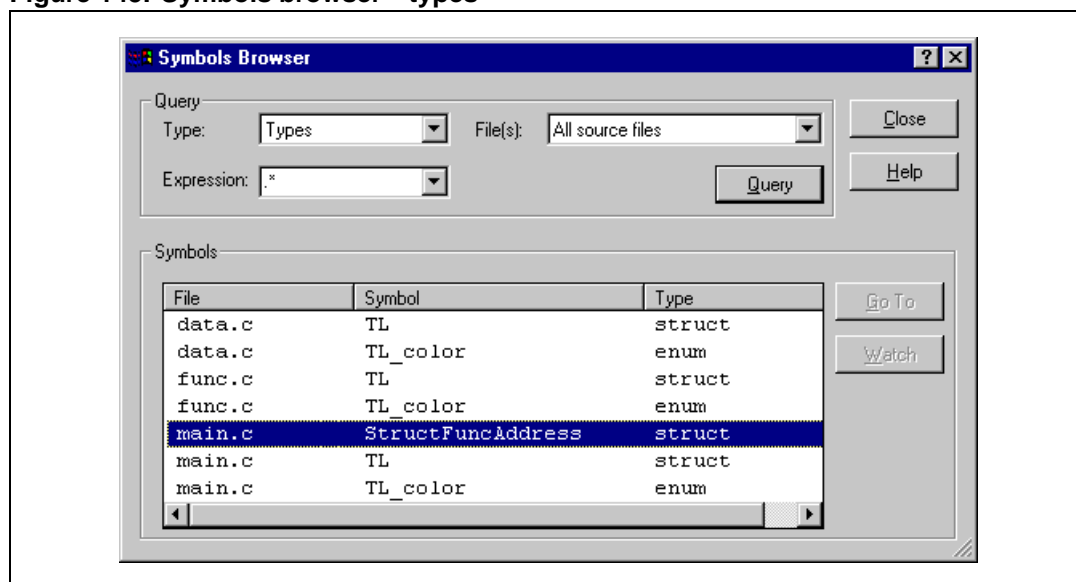 Symbols Browser
Query
Type: Types File(s): All source files Close
Expression: .* Query Help
Symbols
File Symbol Type Go To
data.c TL struct
data.c TL_color enum Watch
func.c TL struct
func.c TL_color enum
main.c StructFuncAddress struct
main.c TL struct
main.c TL_color enum